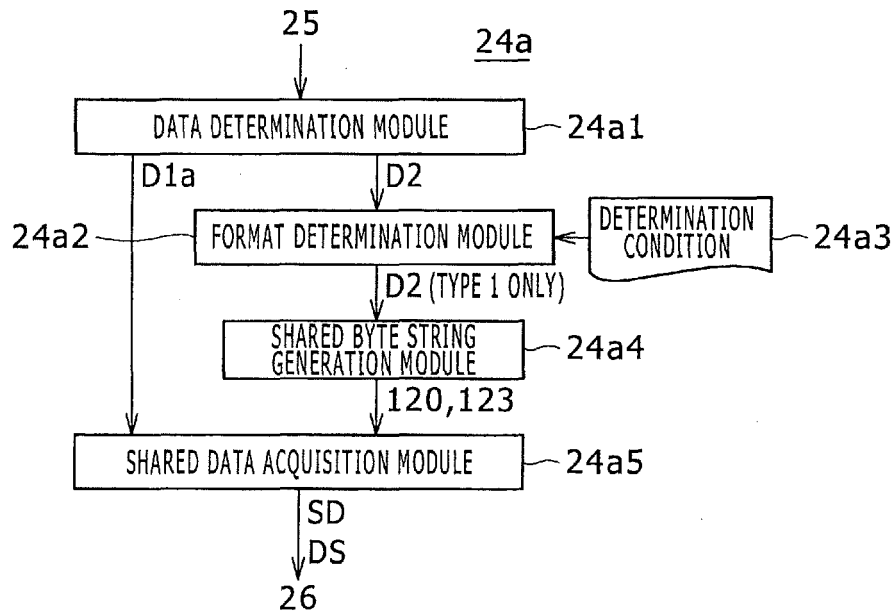 25
24a
DATA DETERMINATION MODULE
24a1
D1a
D2
24a2
FORMAT DETERMINATION MODULE
DETERMINATION
CONDITION
24a3
D2 (TYPE 1 ONLY)
SHARED BYTE STRING
GENERATION MODULE
24a4
120,123
SHARED DATA ACQUISITION MODULE
24a5
SD
DS
26